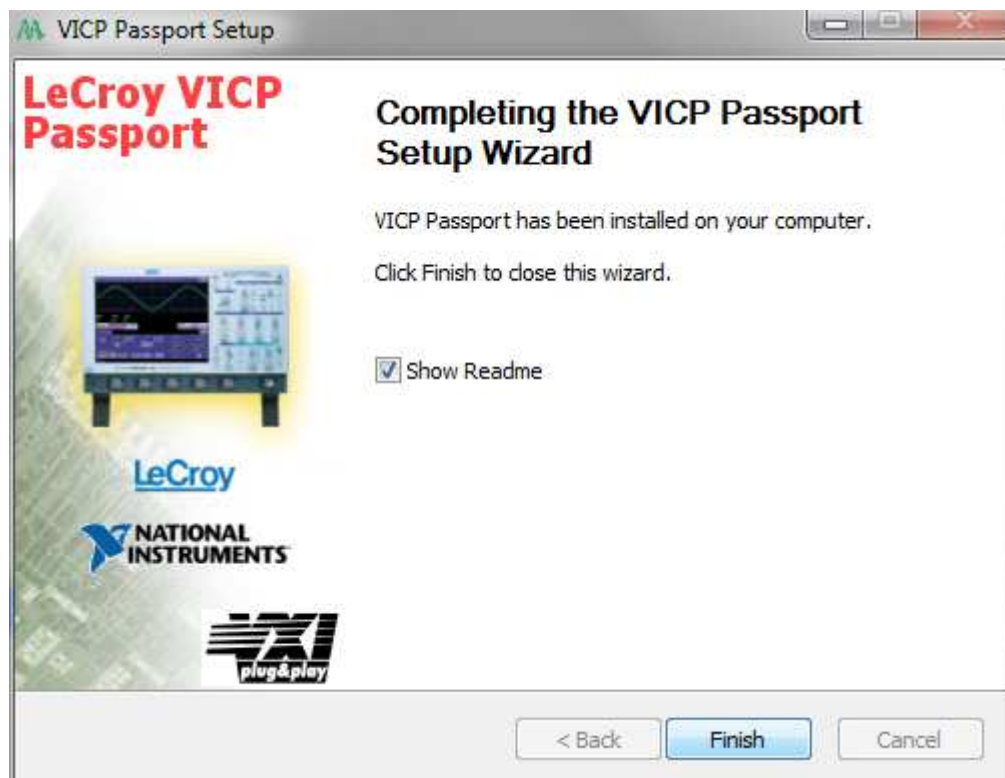 VICP Passport Setup
LeCroy VICP
Passport
Completing the VICP Passport
Setup Wizard
VICP Passport has been installed on your computer.
Click Finish to close this wizard.
Show Readme
LeCroy
NATIONAL
INSTRUMENTS
VXI
plug&play
< Back
Finish
Cancel